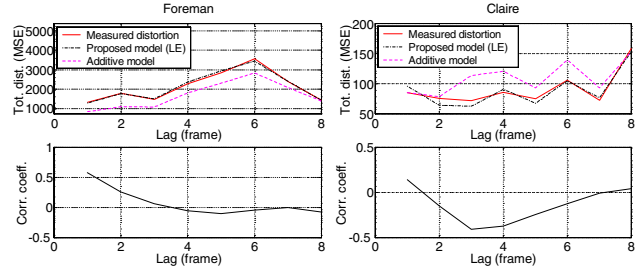 Foreman
Tot. dist. (MSE)
5000
4000
3000
2000
1000
Measured distortion
Proposed model (LE)
Additive model
0 2 4 6 8
Lag (frame)
Claire
Tot. dist. (MSE)
200
150
100
50
Measured distortion
Proposed model (LE)
Additive model
0 2 4 6 8
Lag (frame)
Corr. coeff.
1
0.5
0
-0.5
0 2 4 6 8
Lag (frame)
Corr. coeff.
0.5
0
-0.5
0 2 4 6 8
Lag (frame)